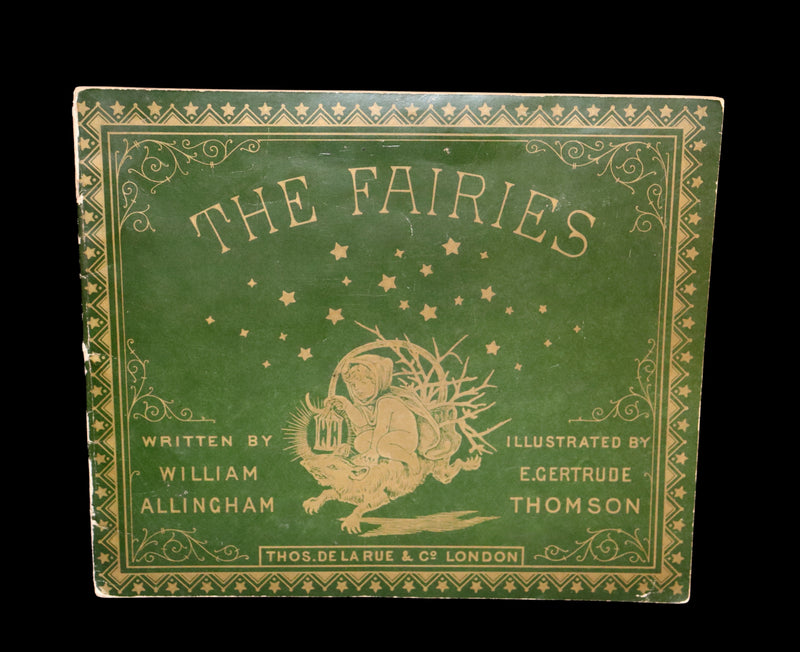 THE FAIRIES
WRITTEN BY
WILLIAM
ALLINGHAM
ILLUSTRATED BY
E.GERTRUDE
THOMSON
THOS. DE LA RUE & Cº LONDON